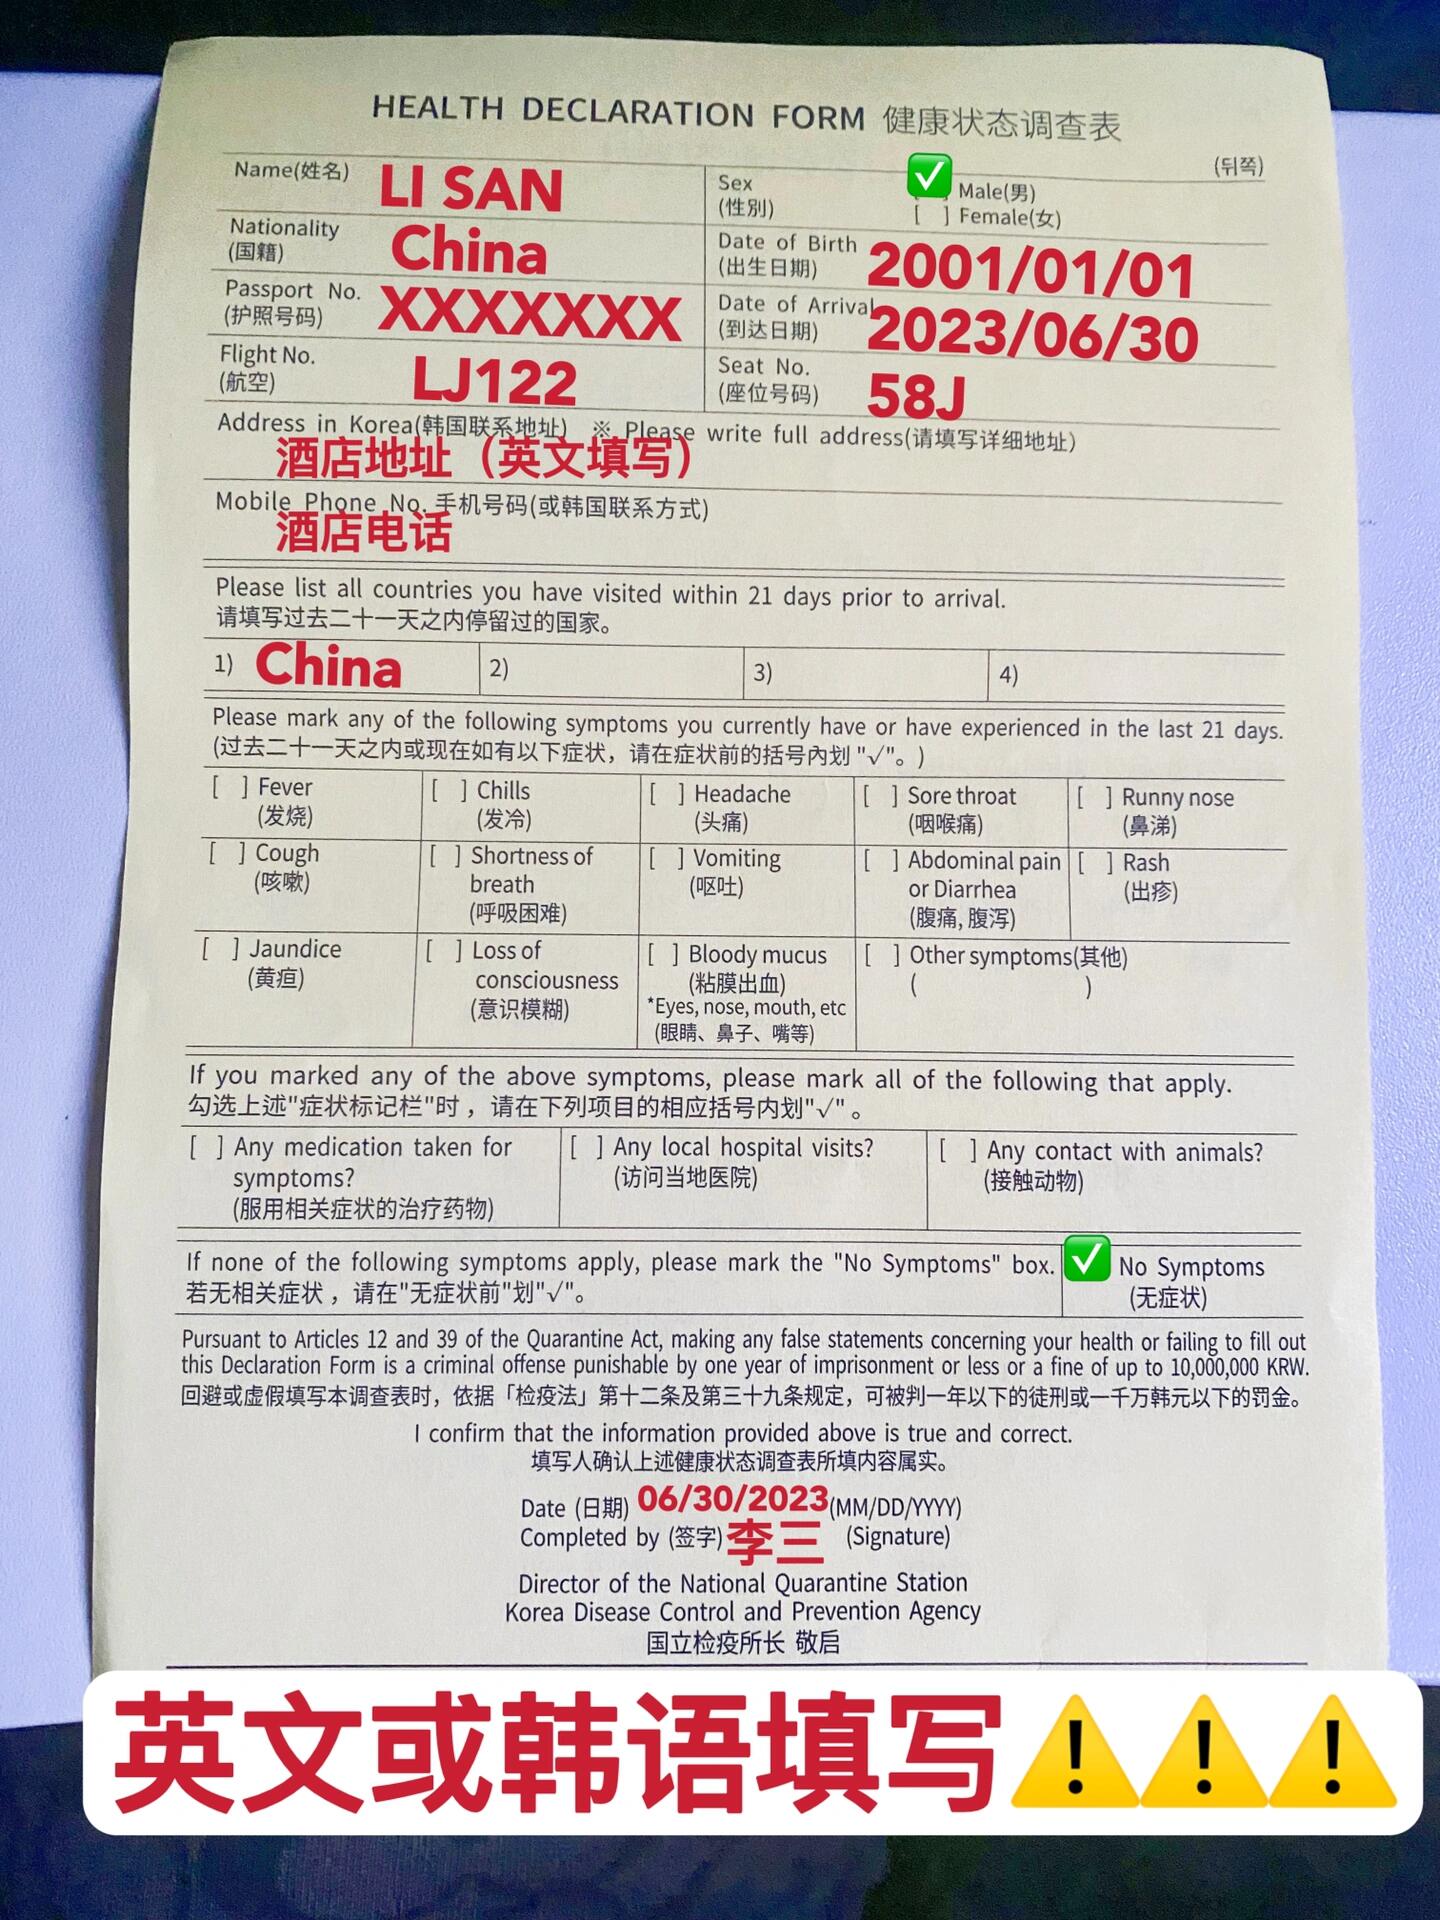 HEALTH DECLARATION FORM 健康状态调查表
(뒤쪽)
Name(姓名) LI SAN
Sex (性別)
✅ Male(男)
[ ] Female(女)
Nationality (国籍) China
Date of Birth (出生日期) 2001/01/01
Passport No. (护照号码) XXXXXXX
Date of Arrival (到达日期) 2023/06/30
Flight No. (航空) LJ122
Seat No. (座位号码) 58J
Address in Korea(韩国联系地址) ※ Please write full address(请填写详细地址)
酒店地址（英文填写）
Mobile Phone No. 手机号码(或韩国联系方式)
酒店电话
Please list all countries you have visited within 21 days prior to arrival.
请填写过去二十一天之内停留过的国家。
1) China 2) 3) 4)
Please mark any of the following symptoms you currently have or have experienced in the last 21 days.
(过去二十一天之内或现在如有以下症状，请在症状前的括号内划 "√"。)
[ ] Fever (发烧)
[ ] Chills (发冷)
[ ] Headache (头痛)
[ ] Sore throat (咽喉痛)
[ ] Runny nose (鼻涕)
[ ] Cough (咳嗽)
[ ] Shortness of breath (呼吸困难)
[ ] Vomiting (呕吐)
[ ] Abdominal pain or Diarrhea (腹痛, 腹泻)
[ ] Rash (出疹)
[ ] Jaundice (黄疸)
[ ] Loss of consciousness (意识模糊)
[ ] Bloody mucus (粘膜出血)
*Eyes, nose, mouth, etc
(眼睛、鼻子、嘴等)
[ ] Other symptoms(其他)
( )
If you marked any of the above symptoms, please mark all of the following that apply.
勾选上述"症状标记栏"时，请在下列项目的相应括号内划"√"。
[ ] Any medication taken for symptoms? (服用相关症状的治疗药物)
[ ] Any local hospital visits? (访问当地医院)
[ ] Any contact with animals? (接触动物)
If none of the following symptoms apply, please mark the "No Symptoms" box.
若无相关症状，请在"无症状前"划"√"。
✅ No Symptoms (无症状)
Pursuant to Articles 12 and 39 of the Quarantine Act, making any false statements concerning your health or failing to fill out
this Declaration Form is a criminal offense punishable by one year of imprisonment or less or a fine of up to 10,000,000 KRW.
回避或虚假填写本调查表时，依据「检疫法」第十二条及第三十九条规定，可被判一年以下的徒刑或一千万韩元以下的罚金。
I confirm that the information provided above is true and correct.
填写人确认上述健康状态调查表所填内容属实。
Date (日期) 06/30/2023 (MM/DD/YYYY)
Completed by (签字) 李三 (Signature)
Director of the National Quarantine Station
Korea Disease Control and Prevention Agency
国立检疫所长 敬启
英文或韩语填写⚠️⚠️⚠️